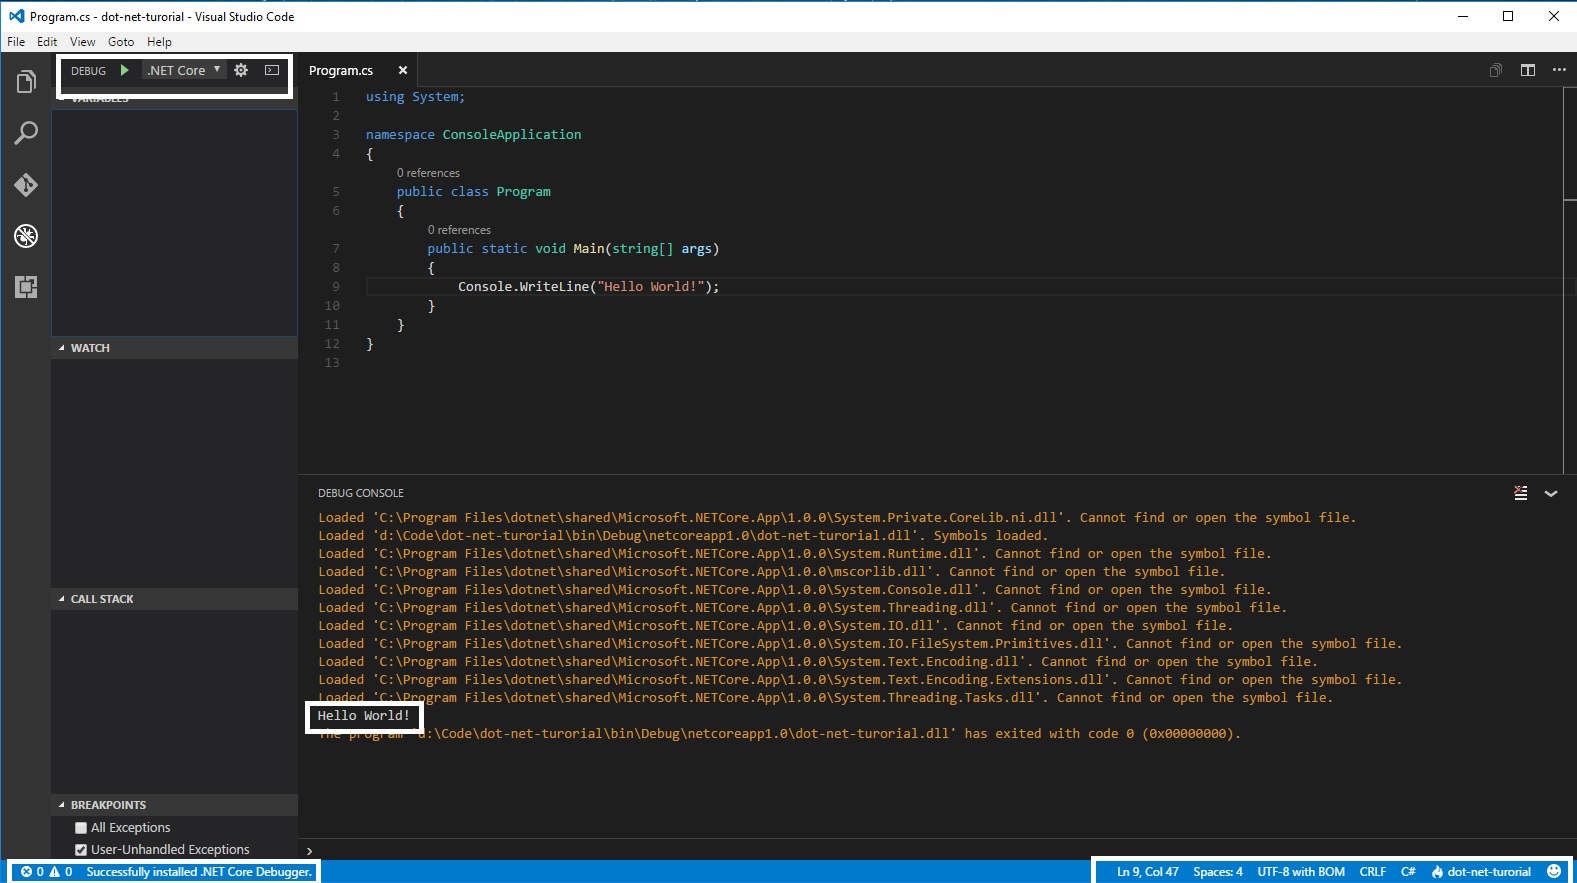 Program.cs - dot-net-turorial - Visual Studio Code
File Edit View Goto Help
DEBUG .NET Core
VARIABLES
WATCH
CALL STACK
BREAKPOINTS
All Exceptions
User-Unhandled Exceptions
Program.cs
1 using System;
2
3 namespace ConsoleApplication
4 {
0 references
5 public class Program
6 {
0 references
7 public static void Main(string[] args)
8 {
9 Console.WriteLine("Hello World!");
10 }
11 }
12 }
13
DEBUG CONSOLE
Loaded 'C:\Program Files\dotnet\shared\Microsoft.NETCore.App\1.0.0\System.Private.CoreLib.ni.dll'. Cannot find or open the symbol file.
Loaded 'd:\Code\dot-net-turorial\bin\Debug\netcoreapp1.0\dot-net-turorial.dll'. Symbols loaded.
Loaded 'C:\Program Files\dotnet\shared\Microsoft.NETCore.App\1.0.0\System.Runtime.dll'. Cannot find or open the symbol file.
Loaded 'C:\Program Files\dotnet\shared\Microsoft.NETCore.App\1.0.0\mscorlib.dll'. Cannot find or open the symbol file.
Loaded 'C:\Program Files\dotnet\shared\Microsoft.NETCore.App\1.0.0\System.Console.dll'. Cannot find or open the symbol file.
Loaded 'C:\Program Files\dotnet\shared\Microsoft.NETCore.App\1.0.0\System.Threading.dll'. Cannot find or open the symbol file.
Loaded 'C:\Program Files\dotnet\shared\Microsoft.NETCore.App\1.0.0\System.IO.dll'. Cannot find or open the symbol file.
Loaded 'C:\Program Files\dotnet\shared\Microsoft.NETCore.App\1.0.0\System.IO.FileSystem.Primitives.dll'. Cannot find or open the symbol file.
Loaded 'C:\Program Files\dotnet\shared\Microsoft.NETCore.App\1.0.0\System.Text.Encoding.dll'. Cannot find or open the symbol file.
Loaded 'C:\Program Files\dotnet\shared\Microsoft.NETCore.App\1.0.0\System.Text.Encoding.Extensions.dll'. Cannot find or open the symbol file.
Loaded 'C:\Program Files\dotnet\shared\Microsoft.NETCore.App\1.0.0\System.Threading.Tasks.dll'. Cannot find or open the symbol file.
Hello World!
The program 'd:\Code\dot-net-turorial\bin\Debug\netcoreapp1.0\dot-net-turorial.dll' has exited with code 0 (0x00000000).
>
0 0 Successfully installed .NET Core Debugger.
Ln 9, Col 47 Spaces: 4 UTF-8 with BOM CRLF C# dot-net-turorial